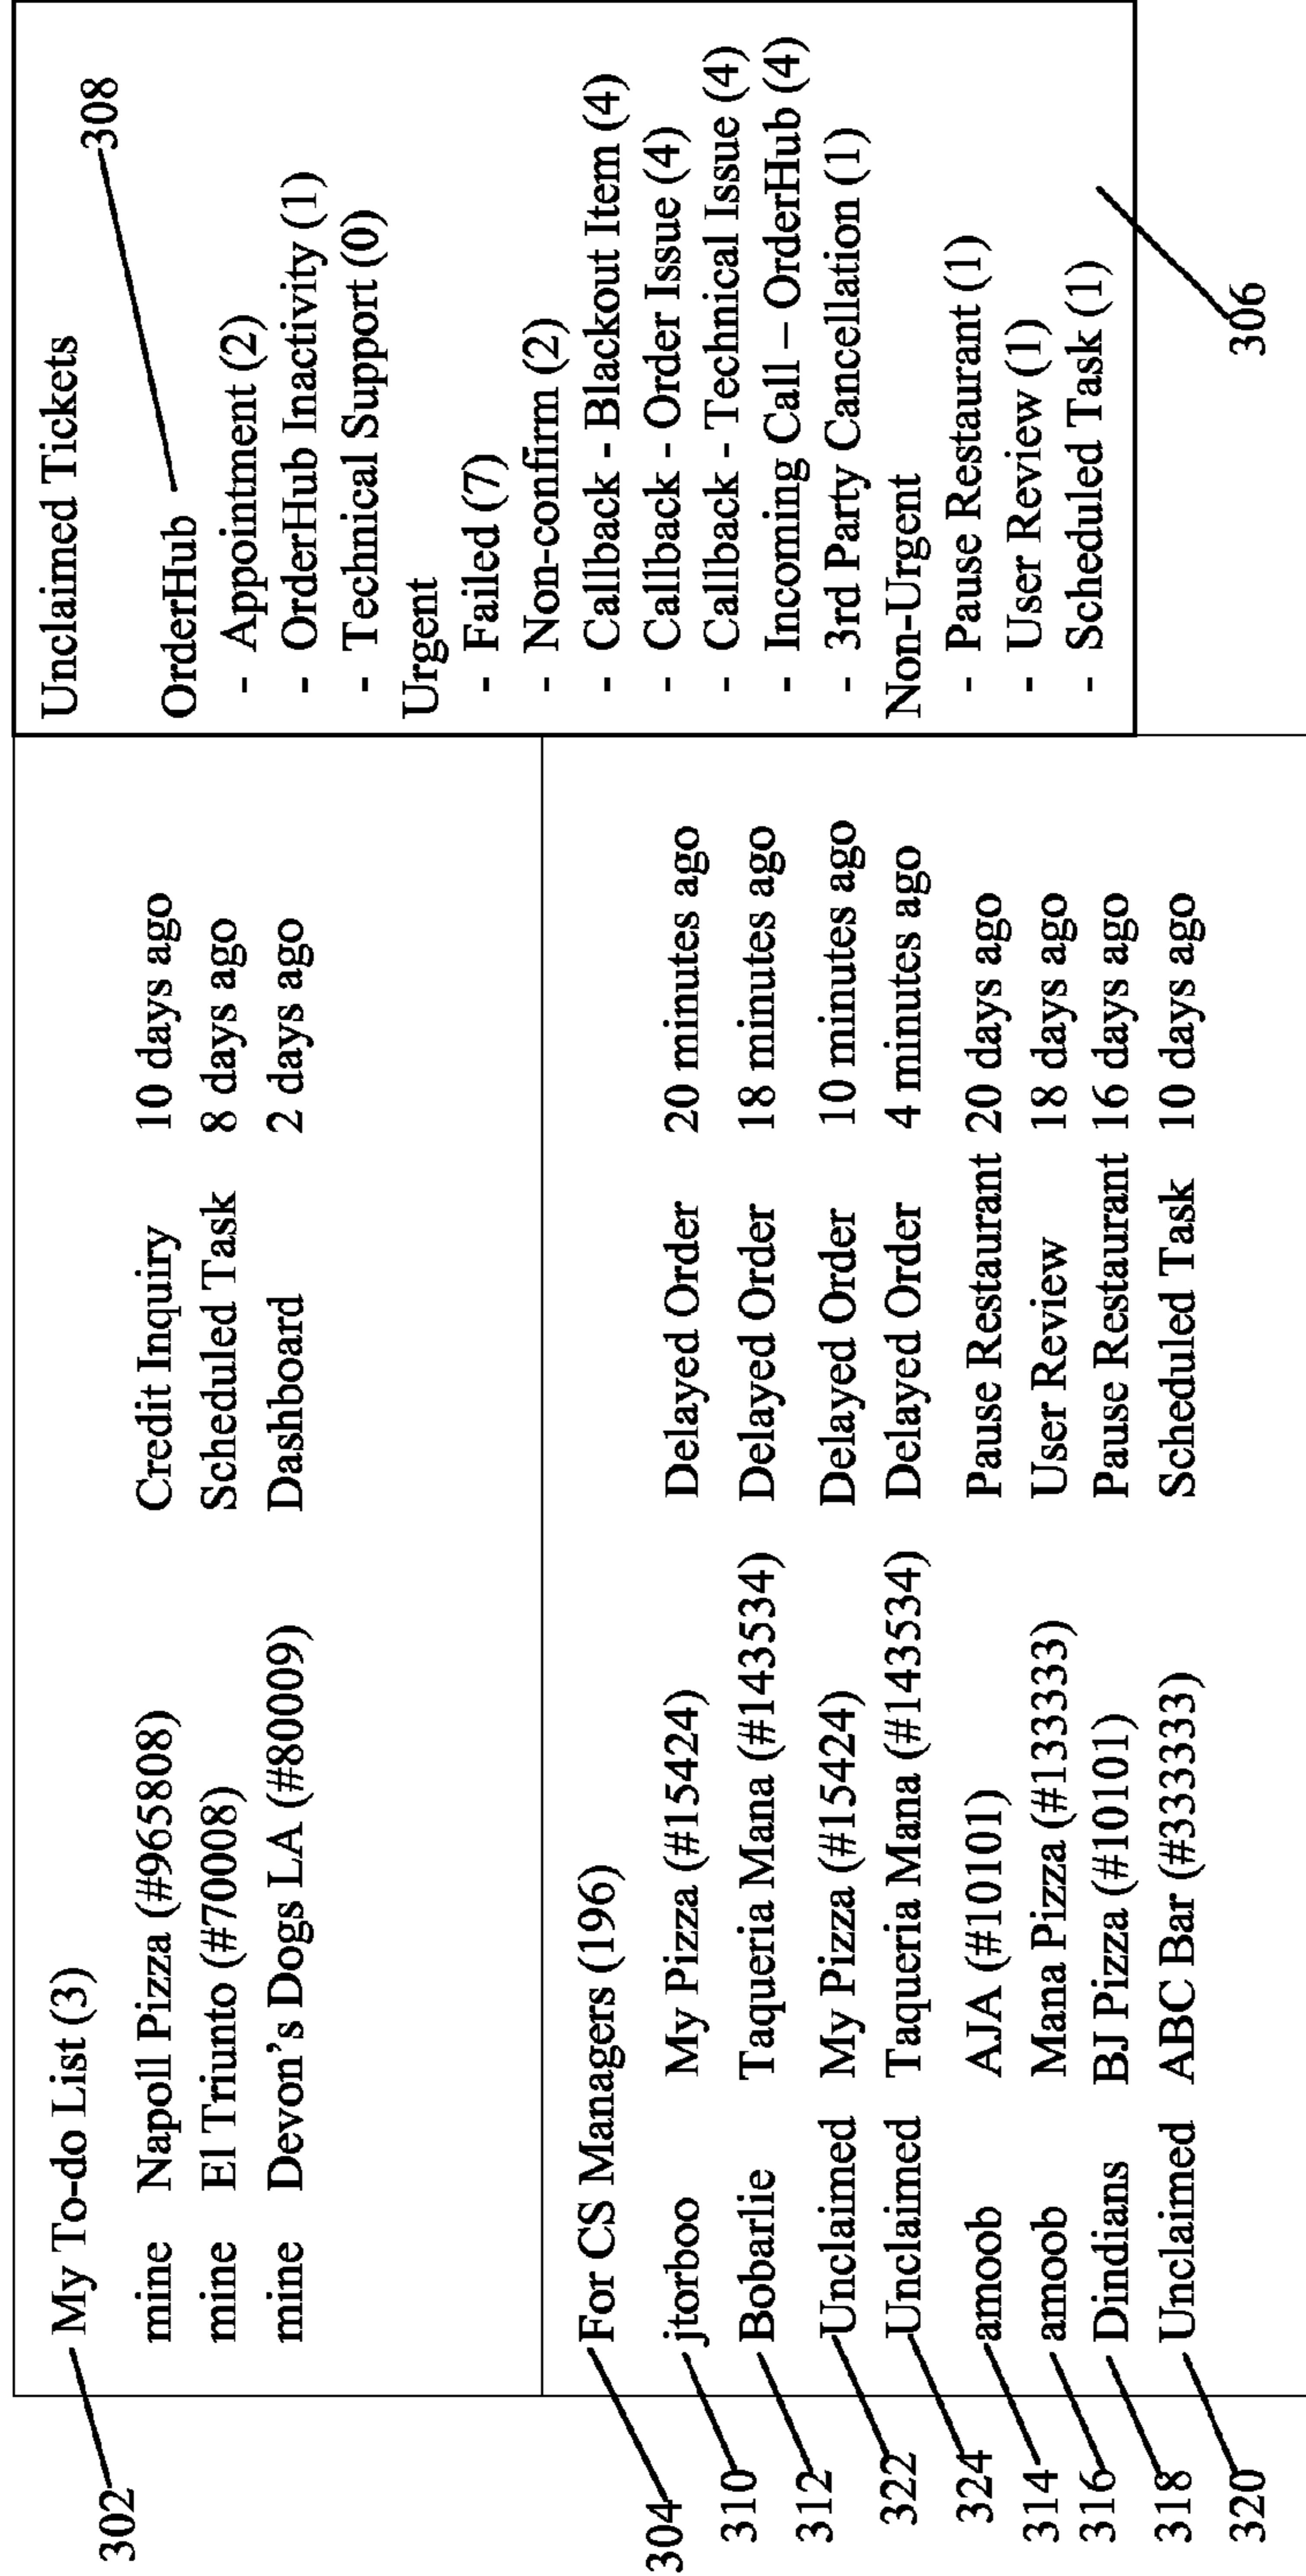 302
My To-do List (3)
mine Napoll Pizza (#965808) Credit Inquiry 10 days ago
mine El Triunto (#70008) Scheduled Task 8 days ago
mine Devon's Dogs LA (#80009) Dashboard 2 days ago
304
For CS Managers (196)
310 jtorboo My Pizza (#15424) Delayed Order 20 minutes ago
312 Bobarlie Taqueria Mana (#143534) Delayed Order 18 minutes ago
322 Unclaimed My Pizza (#15424) Delayed Order 10 minutes ago
324 Unclaimed Taqueria Mana (#143534) Delayed Order 4 minutes ago
314 amoob AJA (#10101) Pause Restaurant 20 days ago
316 amoob Mana Pizza (#133333) User Review 18 days ago
318 Dindians BJ Pizza (#10101) Pause Restaurant 16 days ago
320 Unclaimed ABC Bar (#333333) Scheduled Task 10 days ago
Unclaimed Tickets
308
OrderHub
- Appointment (2)
- OrderHub Inactivity (1)
- Technical Support (0)
Urgent
- Failed (7)
- Non-confirm (2)
- Callback - Blackout Item (4)
- Callback - Order Issue (4)
- Callback - Technical Issue (4)
- Incoming Call – OrderHub (4)
- 3rd Party Cancellation (1)
Non-Urgent
- Pause Restaurant (1)
- User Review (1)
- Scheduled Task (1)
306